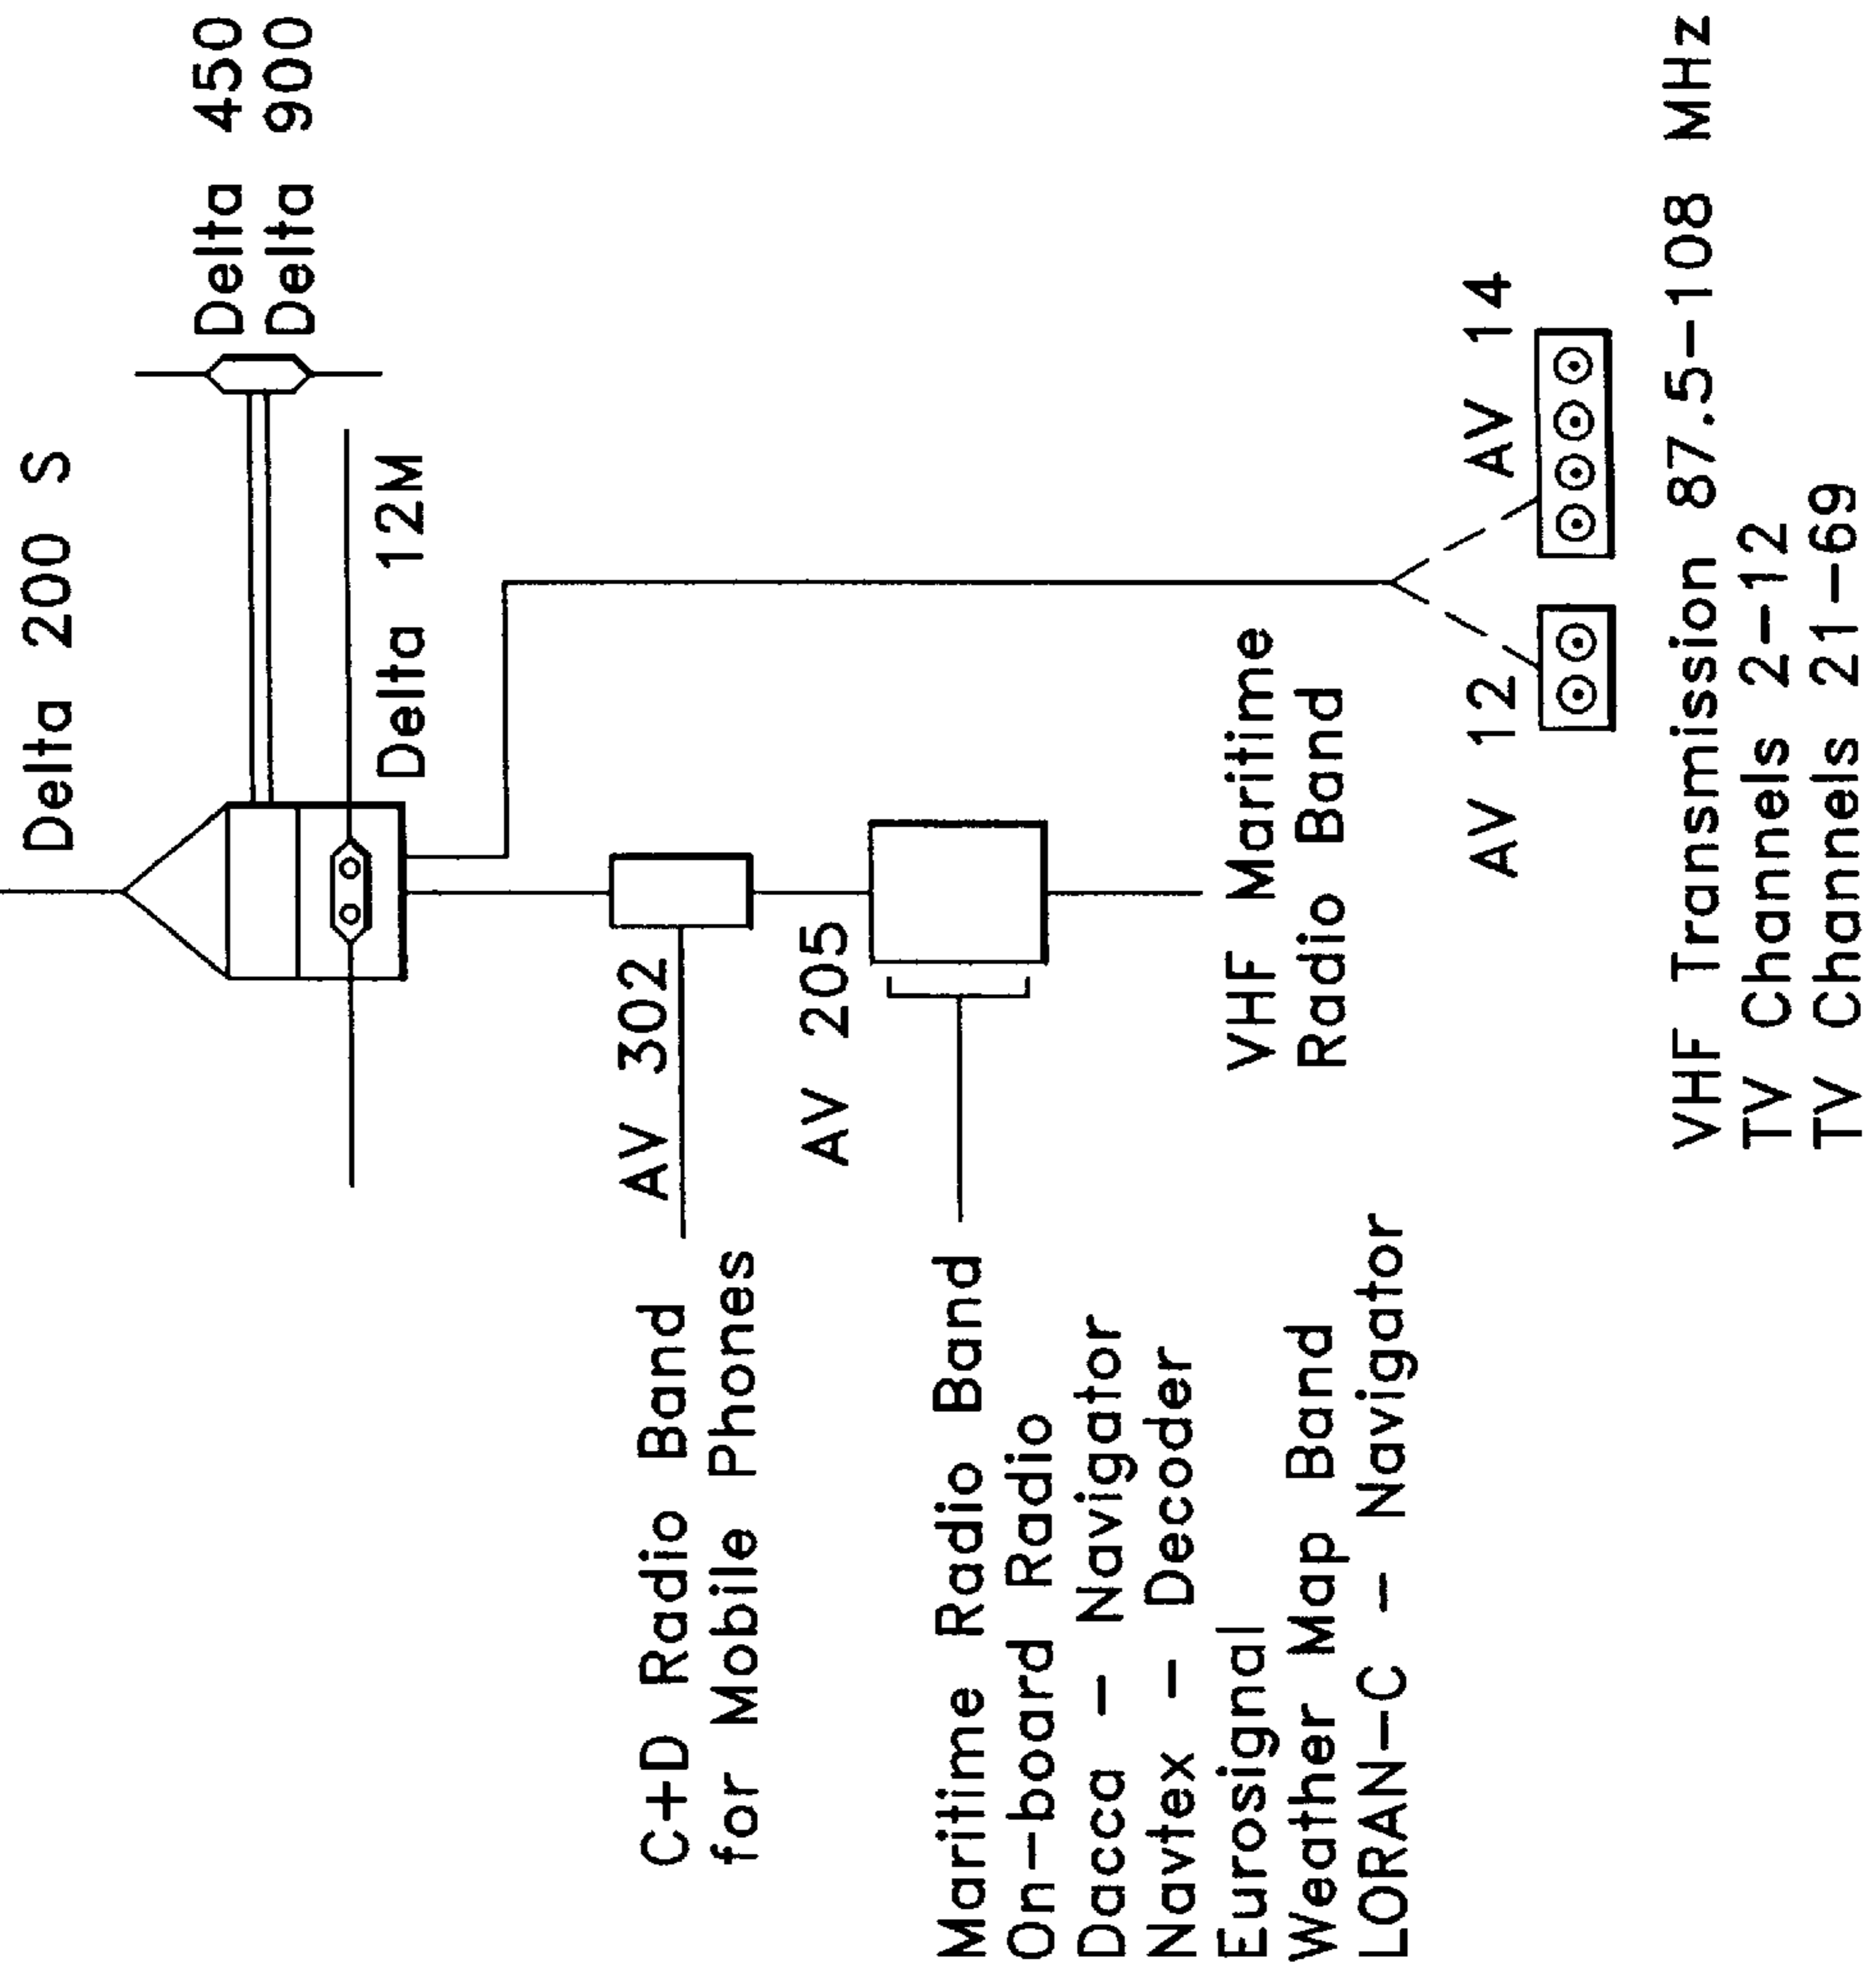 Delta 200 S
Delta 450
Delta 900
Delta 12M
AV 302
C+D Radio Band
for Mobile Phones
AV 205
Maritime Radio Band
On-board Radio
Dacca - Navigator
Navtex - Decoder
Eurosignal
Weather Map Band
LORAN-C - Navigator
VHF Maritime
Radio Band
AV 12
AV 14
VHF Transmission 87.5-108 MHz
TV Channels 2-12
TV Channels 21-69